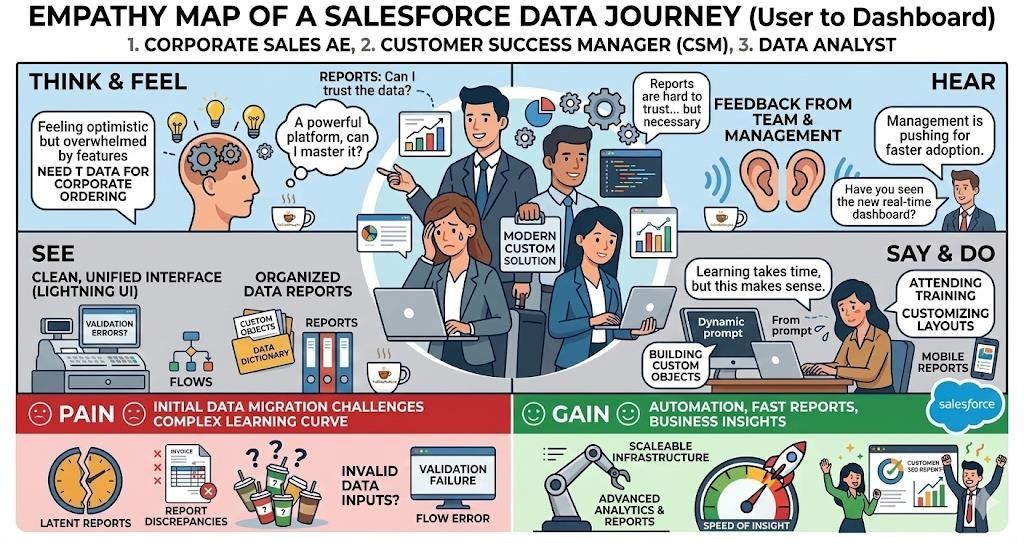 EMPATHY MAP OF A SALESFORCE DATA JOURNEY (User to Dashboard)
1. CORPORATE SALES AE, 2. CUSTOMER SUCCESS MANAGER (CSM), 3. DATA ANALYST
THINK & FEEL
Feeling optimistic
but overwhelmed
by features
NEED T DATA FOR
CORPORATE
ORDERING
A powerful
platform, can
I master it?
REPORTS: Can I
trust the data?
Reports
are hard to
trust... but
necessary
HEAR
FEEDBACK FROM
TEAM &
MANAGEMENT
Management is
pushing for
faster adoption.
Have you seen
the new real-time
dashboard?
MODERN
CUSTOM
SOLUTION
SEE
CLEAN, UNIFIED INTERFACE
(LIGHTNING UI)
VALIDATION
ERRORS?
FLOWS
ORGANIZED
DATA REPORTS
CUETOM
OBJECTS
DATA
DICTIONARY
REPORTS
SAY & DO
Learning takes time,
but this makes sense.
Dynamic
prompt
From
prompt
BUILDING
CUSTOM
OBJECTS
ATTENDING
TRAINING
CUSTOMIZING
LAYOUTS
MOBILE
REPORTS
salesforce
PAIN
INITIAL DATA MIGRATION CHALLENGES
COMPLEX LEARNING CURVE
LATENT REPORTS
INVOICE
REPORT
DISCREPANCIES
???
INVALID
DATA
INPUTS?
VALIDATION
FAILURE
FLOW ERROR
GAIN
AUTOMATION, FAST REPORTS,
BUSINESS INSIGHTS
SCALEABLE
INFRASTRUCTURE
ADVANCED
ANALYTICS &
REPORTS
SPEED OF INSIGHT